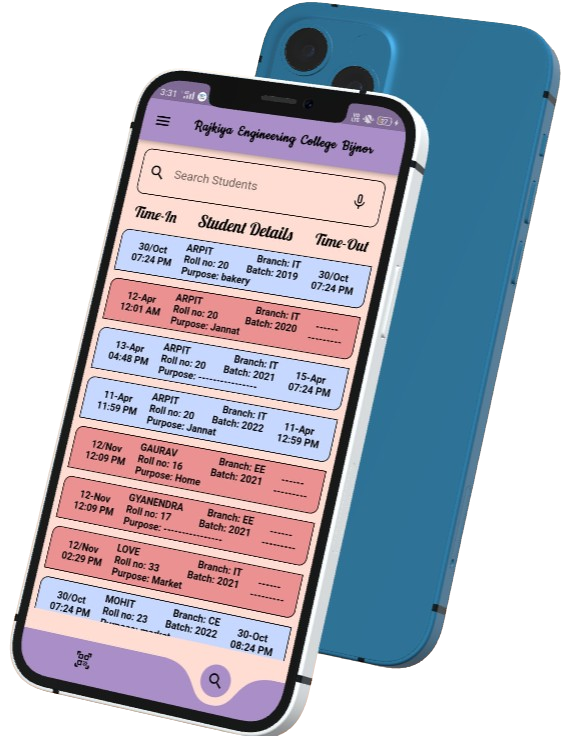 3:31
Rajkiya Engineering College Bijnor
Search Students
Time-In Student Details Time-Out
30/Oct ARPIT Branch: IT 30/Oct
07:24 PM Roll no: 20 Batch: 2019 07:24 PM
Purpose: bakery
12-Apr ARPIT Branch: IT ------
12:01 AM Roll no: 20 Batch: 2020 ---------
Purpose: Jannat
13-Apr ARPIT Branch: IT 15-Apr
04:48 PM Roll no: 20 Batch: 2021 07:24 PM
Purpose: ----------------
11-Apr ARPIT Branch: IT 11-Apr
11:59 PM Roll no: 20 Batch: 2022 12:59 PM
Purpose: Jannat
12/Nov GAURAV Branch: EE ------
12:09 PM Roll no: 16 Batch: 2021 ---------
Purpose: Home
12-Nov GYANENDRA Branch: EE ------
12:09 PM Roll no: 17 Batch: 2021 ---------
Purpose: ----------------
12/Nov LOVE Branch: IT ------
02:29 PM Roll no: 33 Batch: 2021 ---------
Purpose: Market
30/Oct MOHIT Branch: CE 30-Oct
07:24 PM Roll no: 23 Batch: 2022 08:24 PM
Purpose: market